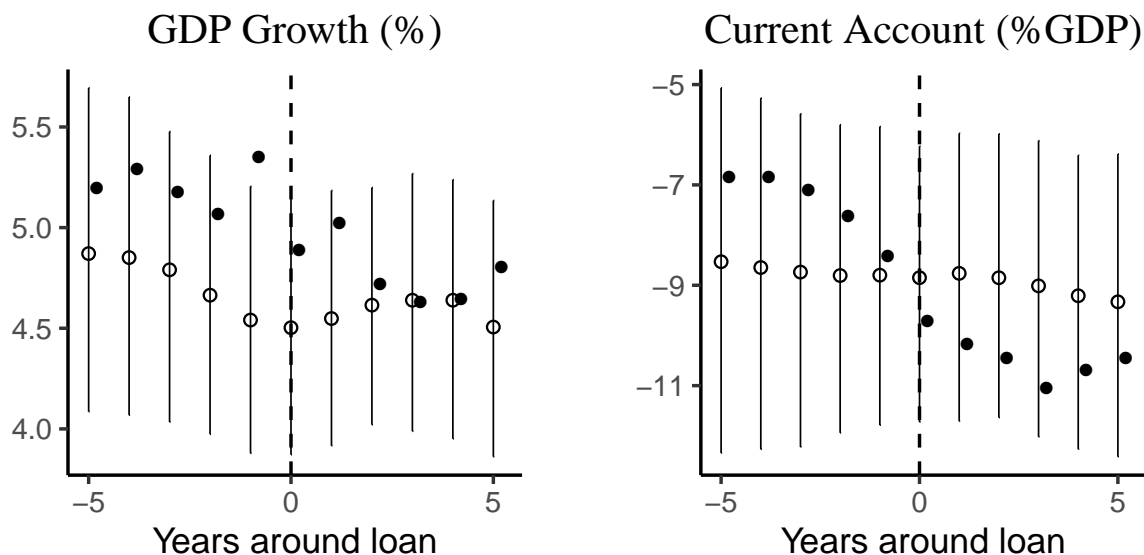 GDP Growth (%)
5.5
5.0
4.5
4.0
−5 0 5
Years around loan
Current Account (%GDP)
−5
−7
−9
−11
−5 0 5
Years around loan